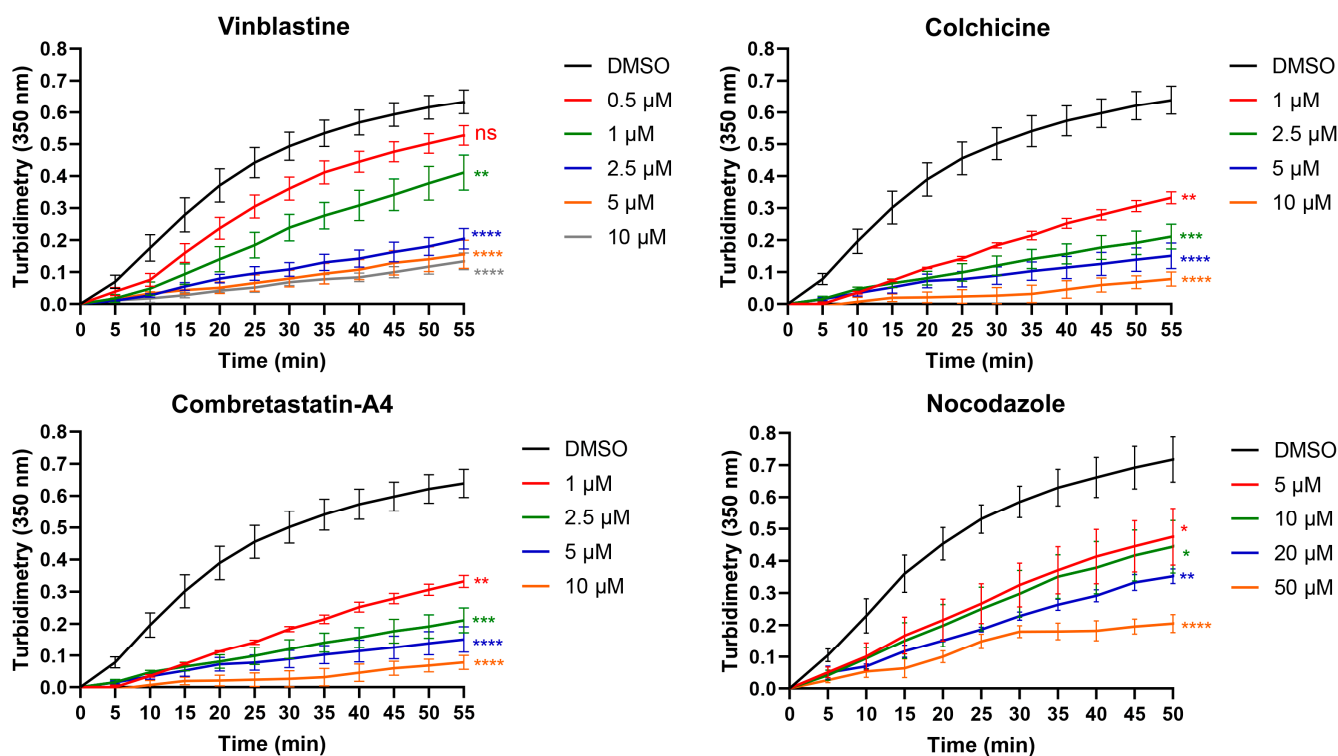 Vinblastine
Turbidimetry (350 nm)
0.8
0.7
0.6
0.5
0.4
0.3
0.2
0.1
0.0
0 5 10 15 20 25 30 35 40 45 50 55
Time (min)
DMSO
0.5 µM
1 µM
2.5 µM
5 µM
10 µM
ns
**
****
****
****
Colchicine
Turbidimetry (350 nm)
0.8
0.7
0.6
0.5
0.4
0.3
0.2
0.1
0.0
0 5 10 15 20 25 30 35 40 45 50 55
Time (min)
DMSO
1 µM
2.5 µM
5 µM
10 µM
**
***
****
****
Combretastatin-A4
Turbidimetry (350 nm)
0.8
0.7
0.6
0.5
0.4
0.3
0.2
0.1
0.0
0 5 10 15 20 25 30 35 40 45 50 55
Time (min)
DMSO
1 µM
2.5 µM
5 µM
10 µM
**
***
****
****
Nocodazole
Turbidimetry (350 nm)
0.8
0.7
0.6
0.5
0.4
0.3
0.2
0.1
0.0
0 5 10 15 20 25 30 35 40 45 50
Time (min)
DMSO
5 µM
10 µM
20 µM
50 µM
*
*
**
****